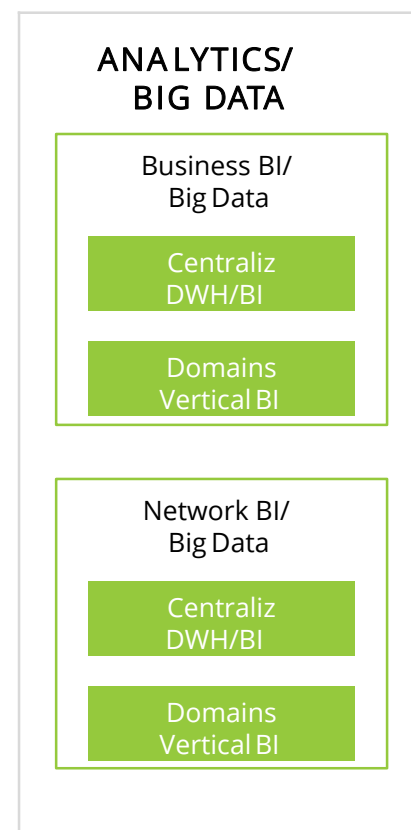 ANALYTICS/
BIG DATA
Business BI/
Big Data
Centraliz
DWH/BI
Domains
Vertical BI
Network BI/
Big Data
Centraliz
DWH/BI
Domains
Vertical BI